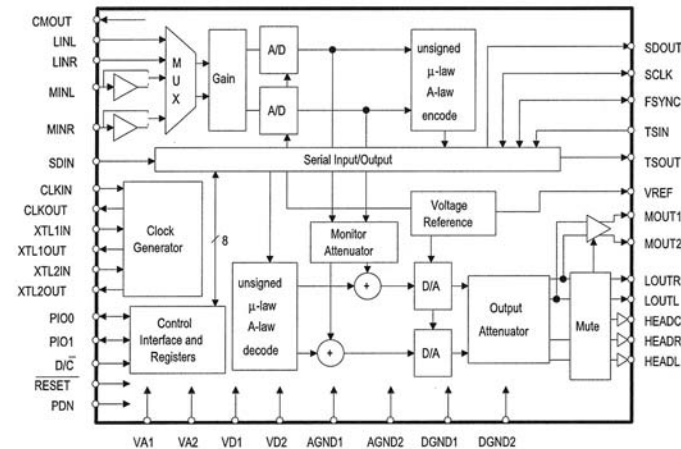 CMOUT
LINL
LINR
MINL
MINR
SDIN
CLKIN
CLKOUT
XTL1IN
XTL1OUT
XTL2IN
XTL2OUT
PIO0
PIO1
D/C
RESET
PDN
M
U
X
Gain
A/D
A/D
unsigned
μ-law
A-law
encode
Serial Input/Output
Clock
Generator
8
Monitor
Attenuator
Voltage
Reference
Control
Interface and
Registers
unsigned
μ-law
A-law
decode
+
+
D/A
D/A
Output
Attenuator
Mute
SDOUT
SCLK
FSYNC
TSIN
TSOUT
VREF
MOUT1
MOUT2
LOUTR
LOUTL
HEADC
HEADR
HEADL
VA1
VA2
VD1
VD2
AGND1
AGND2
DGND1
DGND2